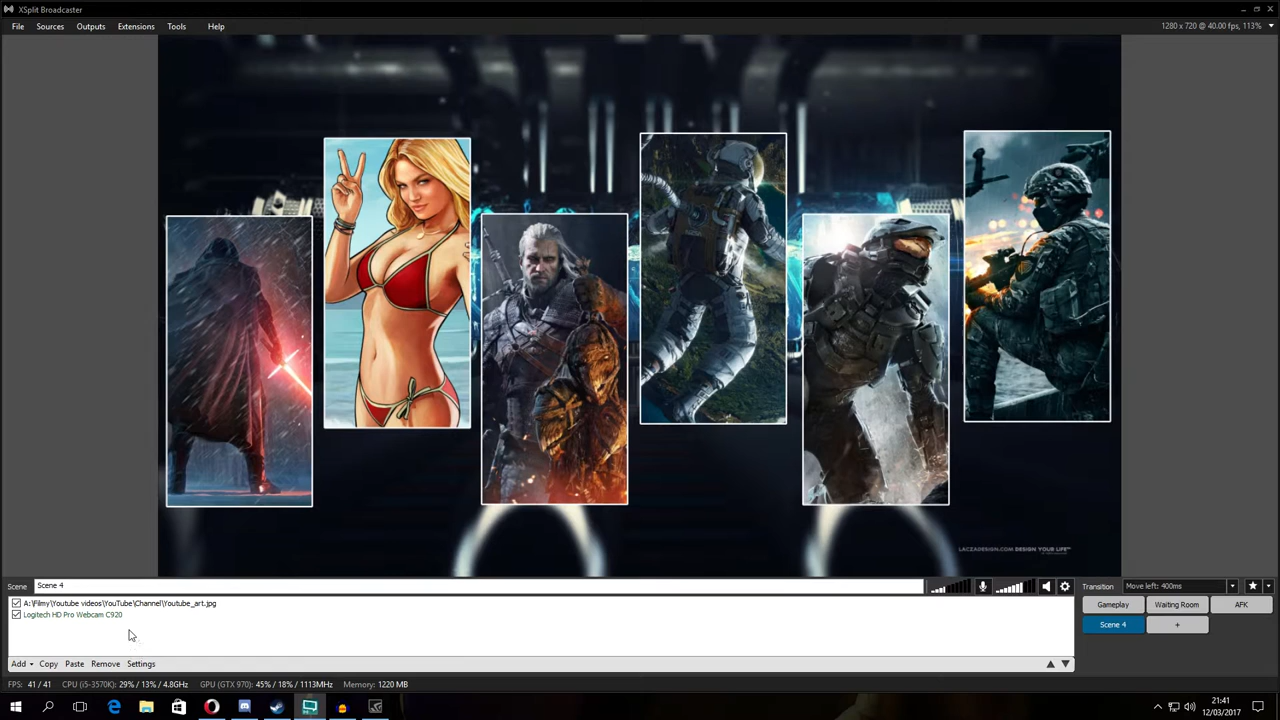 XSplit Broadcaster
File Sources Outputs Extensions Tools Help
1280 x 720 @ 40.00 fps, 113%
LACZADESIGN.COM DESIGN YOUR LIFE™
Scene Scene 4
Transition Move left: 400ms
A:\Filmy\Youtube videos\YouTube\Channel\Youtube_art.jpg
Logitech HD Pro Webcam C920
Gameplay Waiting Room AFK
Scene 4 +
Add Copy Paste Remove Settings
FPS: 41 / 41 CPU (i5-3570K): 29% / 13% / 4.8GHz GPU (GTX 970): 45% / 18% / 1113MHz Memory: 1220 MB
21:41
12/03/2017